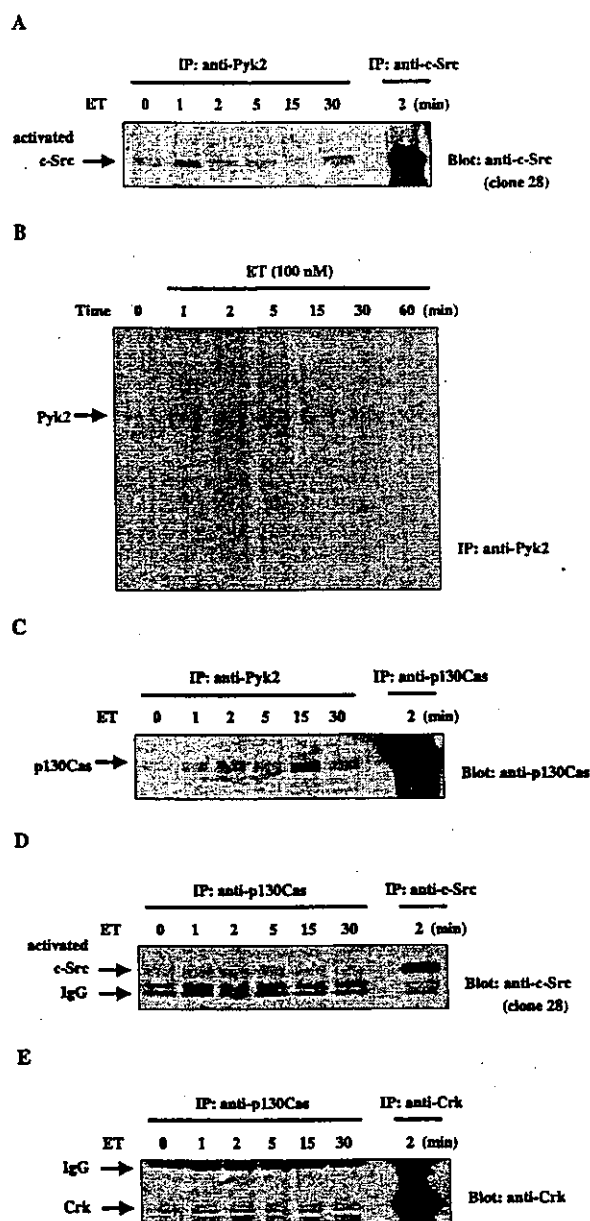 A
IP: anti-Pyk2 IP: anti-c-Src
ET 0 1 2 5 15 30 2 (min)
activated
c-Src
Blot: anti-c-Src
(clone 28)
B
ET (100 nM)
Time 0 1 2 5 15 30 60 (min)
Pyk2
IP: anti-Pyk2
C
IP: anti-Pyk2 IP: anti-p130Cas
ET 0 1 2 5 15 30 2 (min)
p130Cas
Blot: anti-p130Cas
D
IP: anti-p130Cas IP: anti-c-Src
ET 0 1 2 5 15 30 2 (min)
activated
c-Src
IgG
Blot: anti-c-Src
(clone 28)
E
IP: anti-p130Cas IP: anti-Crk
ET 0 1 2 5 15 30 2 (min)
IgG
Crk
Blot: anti-Crk